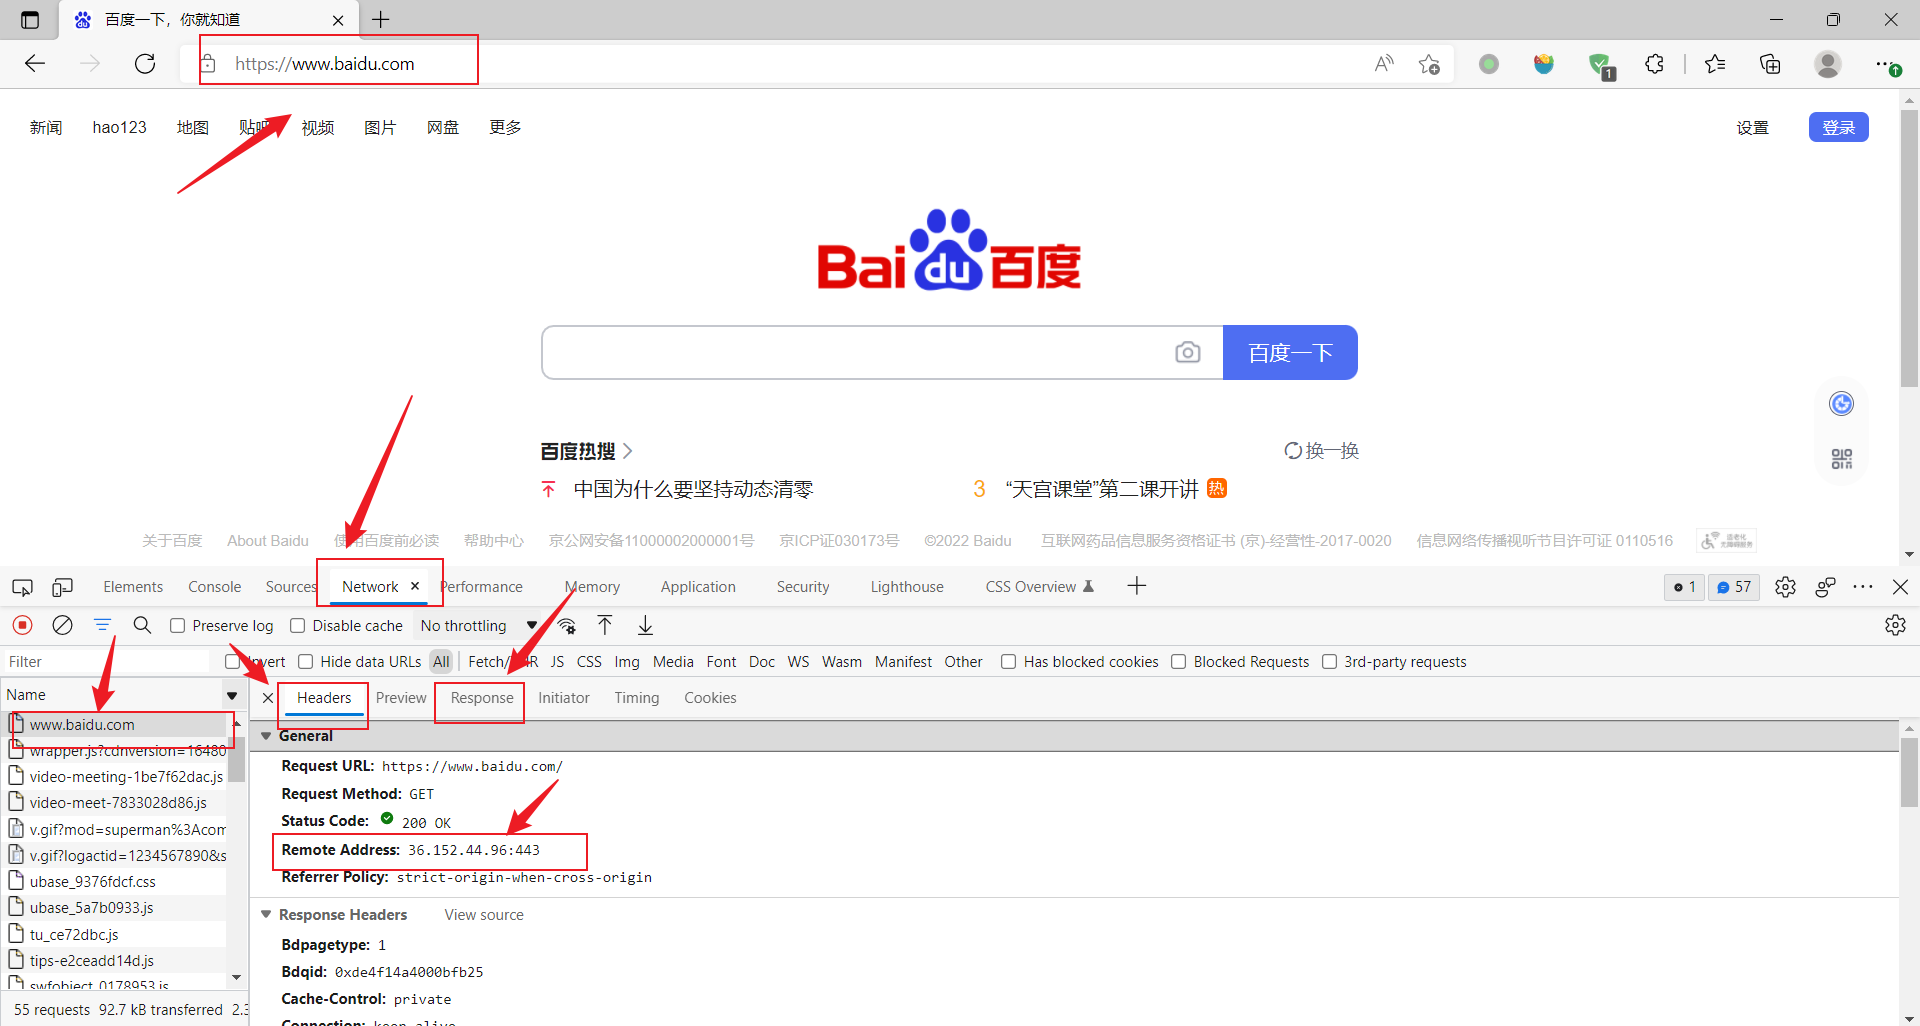 百度一下，你就知道
https://www.baidu.com
1
新闻 hao123 地图 贴吧 视频 图片 网盘 更多 设置 登录
Bai du 百度
百度一下
百度热搜 换一换
中国为什么要坚持动态清零 3 “天宫课堂”第二课开讲 热
关于百度 About Baidu 使用百度前必读 帮助中心 京公网安备11000002000001号 京ICP证030173号 ©2022 Baidu 互联网药品信息服务资格证书 (京)-经营性-2017-0020 信息网络传播视听节目许可证 0110516
Elements Console Sources Network Performance Memory Application Security Lighthouse CSS Overview 1 57
Preserve log Disable cache No throttling
Filter Invert Hide data URLs All Fetch/XHR JS CSS Img Media Font Doc WS Wasm Manifest Other Has blocked cookies Blocked Requests 3rd-party requests
Name Headers Preview Response Initiator Timing Cookies
www.baidu.com
wrapper.js?cdnversion=16480
video-meeting-1be7f62dac.js
video-meet-7833028d86.js
v.gif?mod=superman%3Acom
v.gif?logactid=1234567890&s
ubase_9376fdcf.css
ubase_5a7b0933.js
tu_ce72dbc.js
tips-e2ceadd14d.js
swfobject_0178953.js
55 requests 92.7 kB transferred 2.3
General
Request URL: https://www.baidu.com/
Request Method: GET
Status Code: 200 OK
Remote Address: 36.152.44.96:443
Referrer Policy: strict-origin-when-cross-origin
Response Headers View source
Bdpagetype: 1
Bdqid: 0xde4f14a4000bfb25
Cache-Control: private
Connection: keep-alive